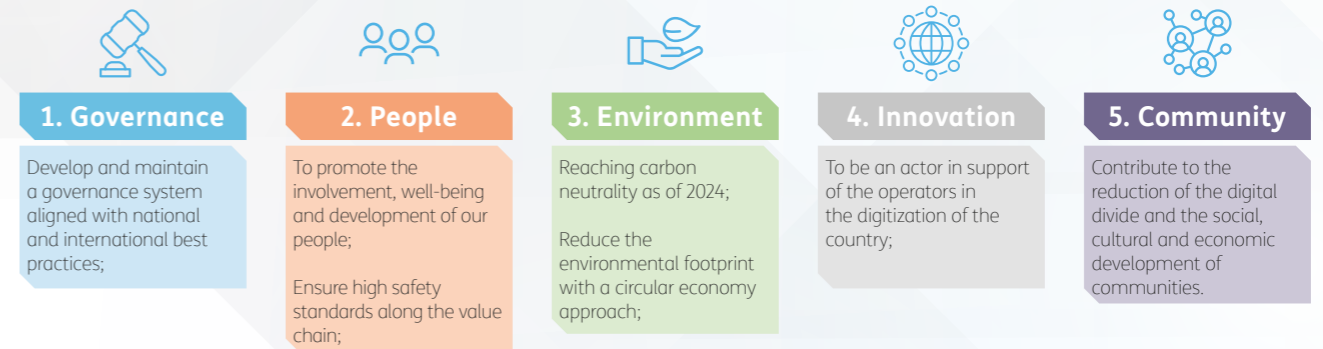 1. Governance
Develop and maintain
a governance system
aligned with national
and international best
practices;
2. People
To promote the
involvement, well-being
and development of our
people;
Ensure high safety
standards along the value
chain;
3. Environment
Reaching carbon
neutrality as of 2024;
Reduce the
environmental footprint
with a circular economy
approach;
4. Innovation
To be an actor in support
of the operators in
the digitization of the
country;
5. Community
Contribute to the
reduction of the digital
divide and the social,
cultural and economic
development of
communities.